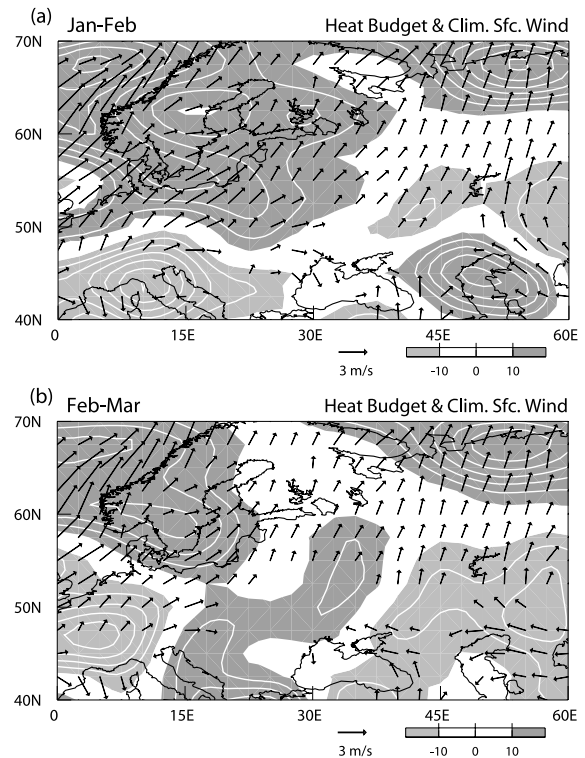 (a) Jan-Feb Heat Budget & Clim. Sfc. Wind
70N
60N
50N
40N
0 15E 30E 45E 60E
3 m/s -10 0 10
(b) Feb-Mar Heat Budget & Clim. Sfc. Wind
70N
60N
50N
40N
0 15E 30E 45E 60E
3 m/s -10 0 10